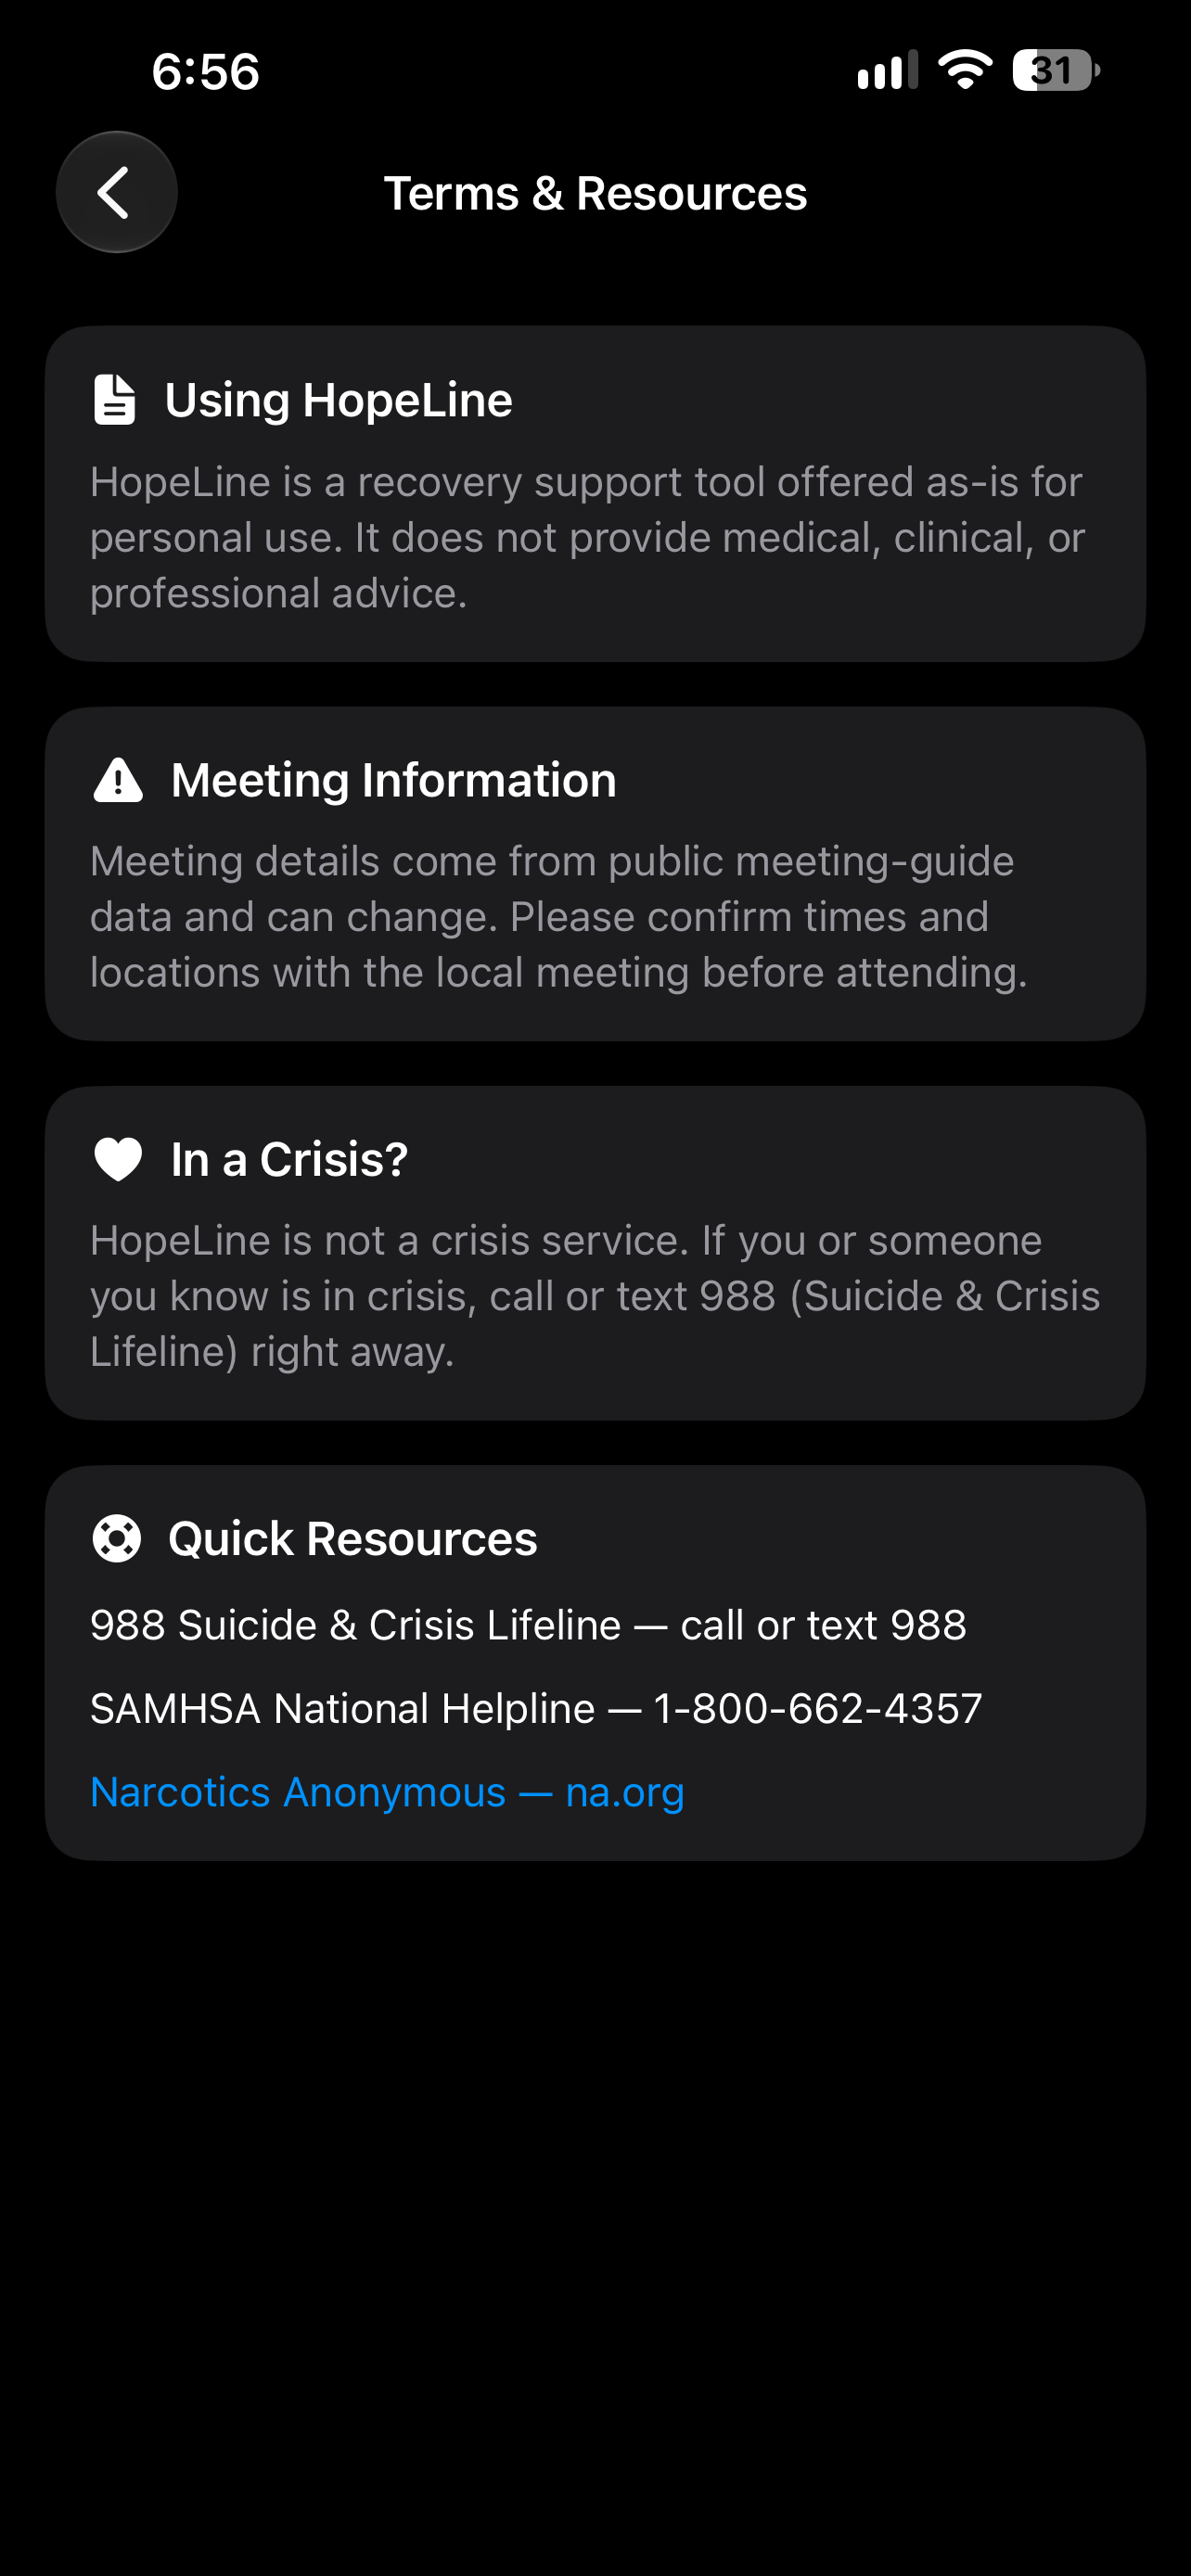 6:56
31
Terms & Resources
Using HopeLine
HopeLine is a recovery support tool offered as-is for
personal use. It does not provide medical, clinical, or
professional advice.
Meeting Information
Meeting details come from public meeting-guide
data and can change. Please confirm times and
locations with the local meeting before attending.
In a Crisis?
HopeLine is not a crisis service. If you or someone
you know is in crisis, call or text 988 (Suicide & Crisis
Lifeline) right away.
Quick Resources
988 Suicide & Crisis Lifeline — call or text 988
SAMHSA National Helpline — 1-800-662-4357
Narcotics Anonymous — na.org